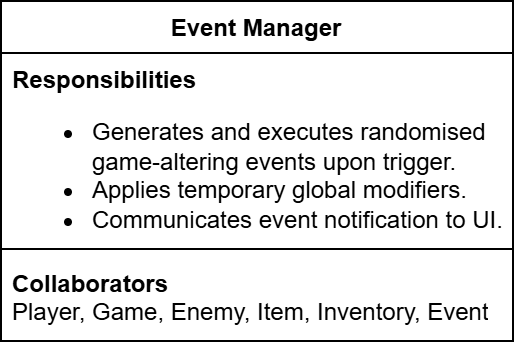 Event Manager
Responsibilities
• Generates and executes randomised
game-altering events upon trigger.
• Applies temporary global modifiers.
• Communicates event notification to UI.
Collaborators
Player, Game, Enemy, Item, Inventory, Event